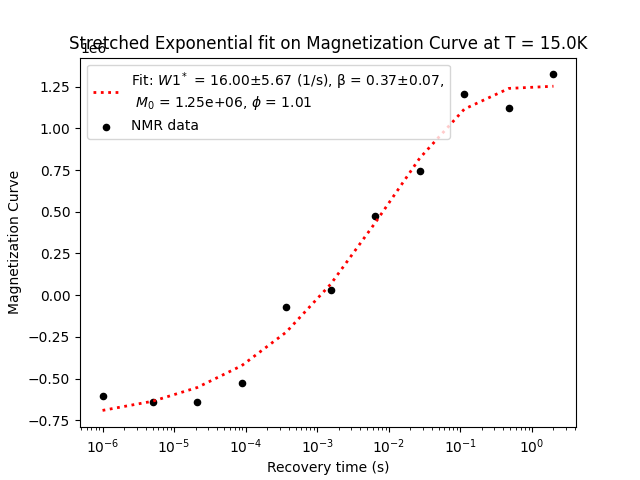 Stretched Exponential fit on Magnetization Curve at T = 15.0K
1e6
Fit: W1* = 16.00±5.67 (1/s), β = 0.37±0.07,
M₀ = 1.25e+06, ϕ = 1.01
NMR data
Magnetization Curve
1.25
1.00
0.75
0.50
0.25
0.00
−0.25
−0.50
−0.75
10⁻⁶ 10⁻⁵ 10⁻⁴ 10⁻³ 10⁻² 10⁻¹ 10⁰
Recovery time (s)